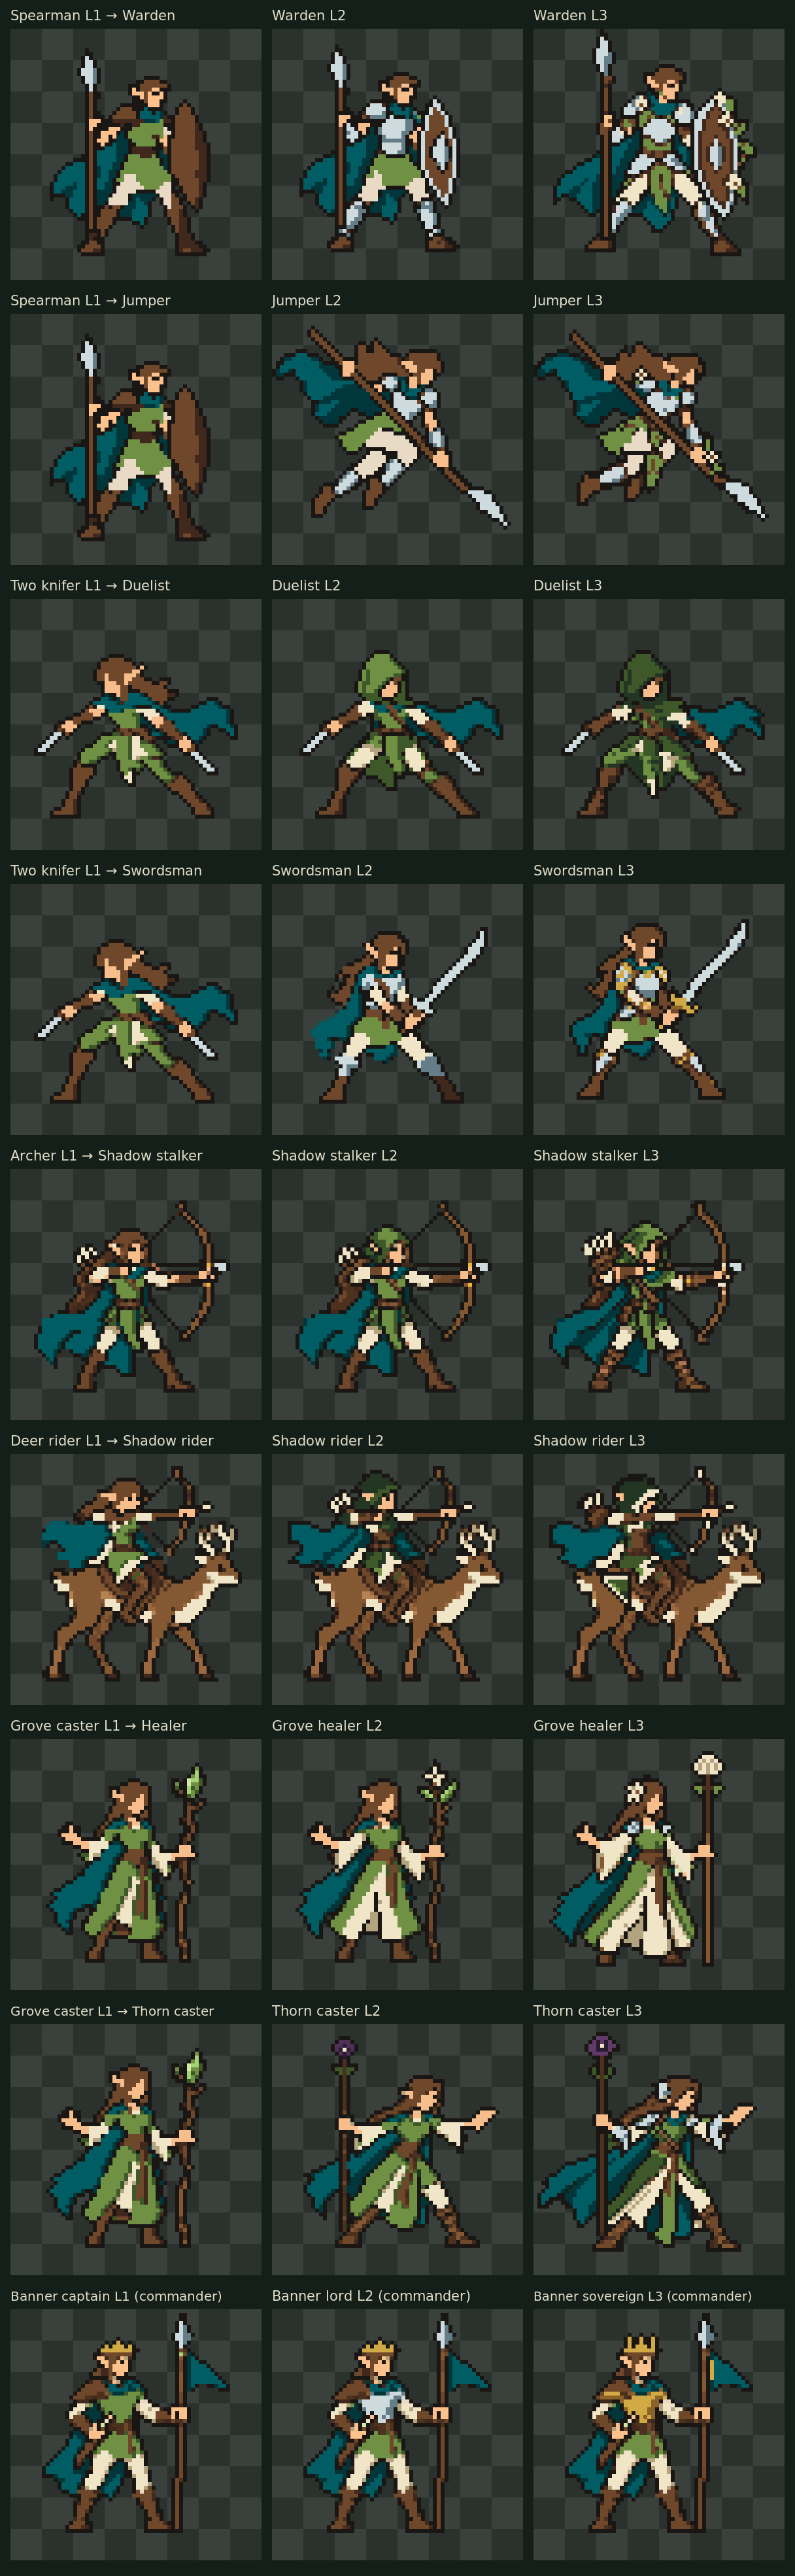 Spearman L1 → Warden
Warden L2
Warden L3
Spearman L1 → Jumper
Jumper L2
Jumper L3
Two knifer L1 → Duelist
Duelist L2
Duelist L3
Two knifer L1 → Swordsman
Swordsman L2
Swordsman L3
Archer L1 → Shadow stalker
Shadow stalker L2
Shadow stalker L3
Deer rider L1 → Shadow rider
Shadow rider L2
Shadow rider L3
Grove caster L1 → Healer
Grove healer L2
Grove healer L3
Grove caster L1 → Thorn caster
Thorn caster L2
Thorn caster L3
Banner captain L1 (commander)
Banner lord L2 (commander)
Banner sovereign L3 (commander)